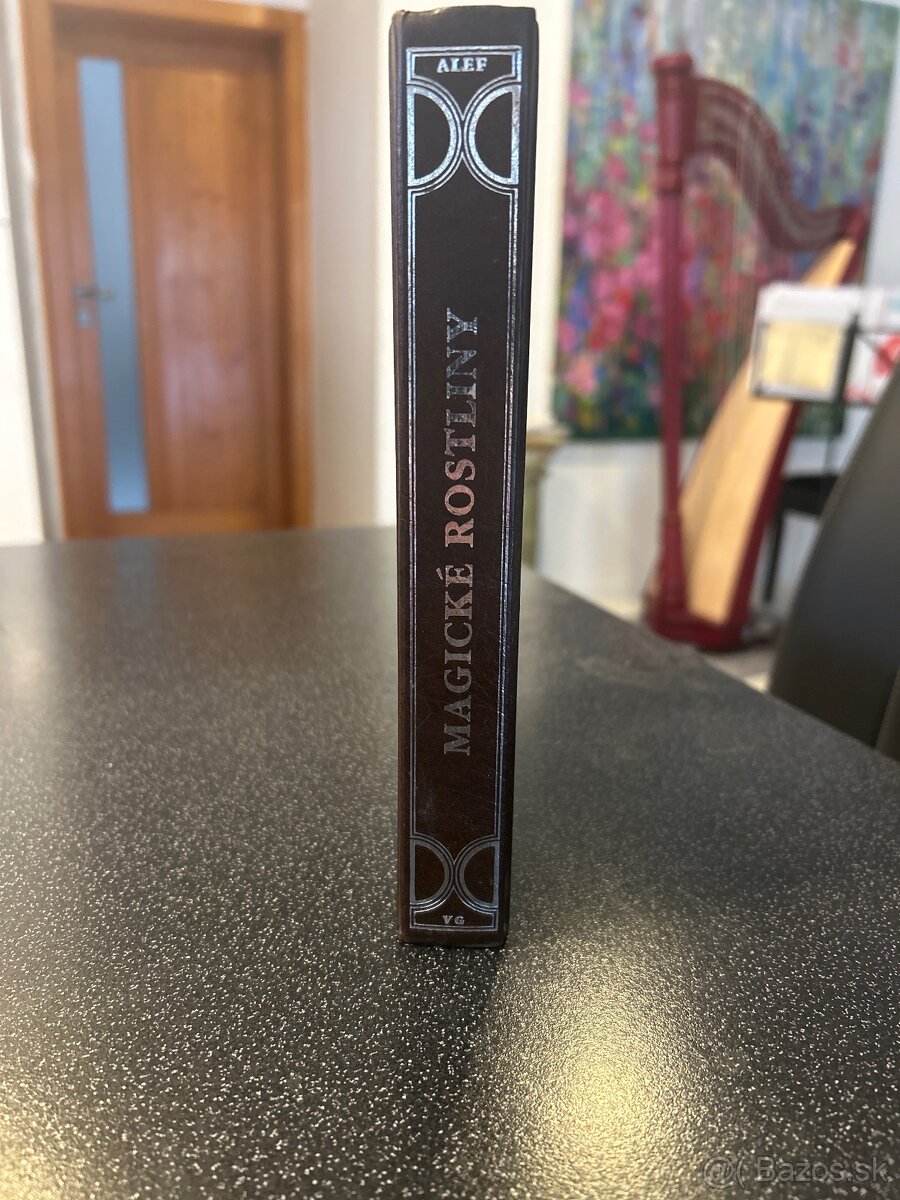 ALEF
MAGICKÉ ROSTLINY
VG
@( Bazos.sk